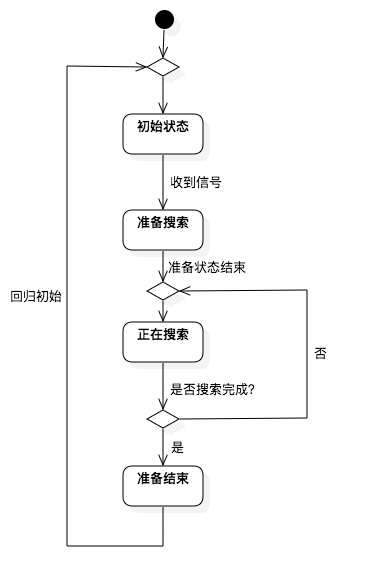 初始状态
收到信号
准备搜索
准备状态结束
回归初始
正在搜索
否
是否搜索完成?
是
准备结束